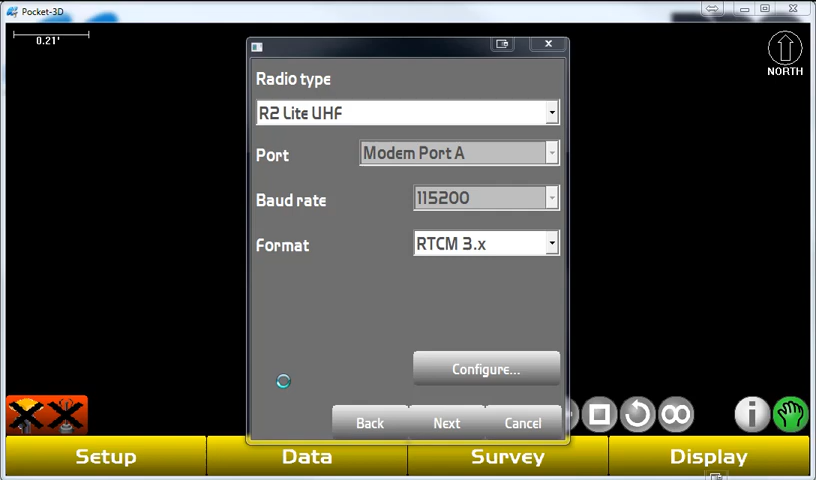 Pocket-3D
0.21'
NORTH
Radio type
R2 Lite UHF
Port
Modem Port A
Baud rate
115200
Format
RTCM 3.x
Configure...
Back
Next
Cancel
Setup
Data
Survey
Display